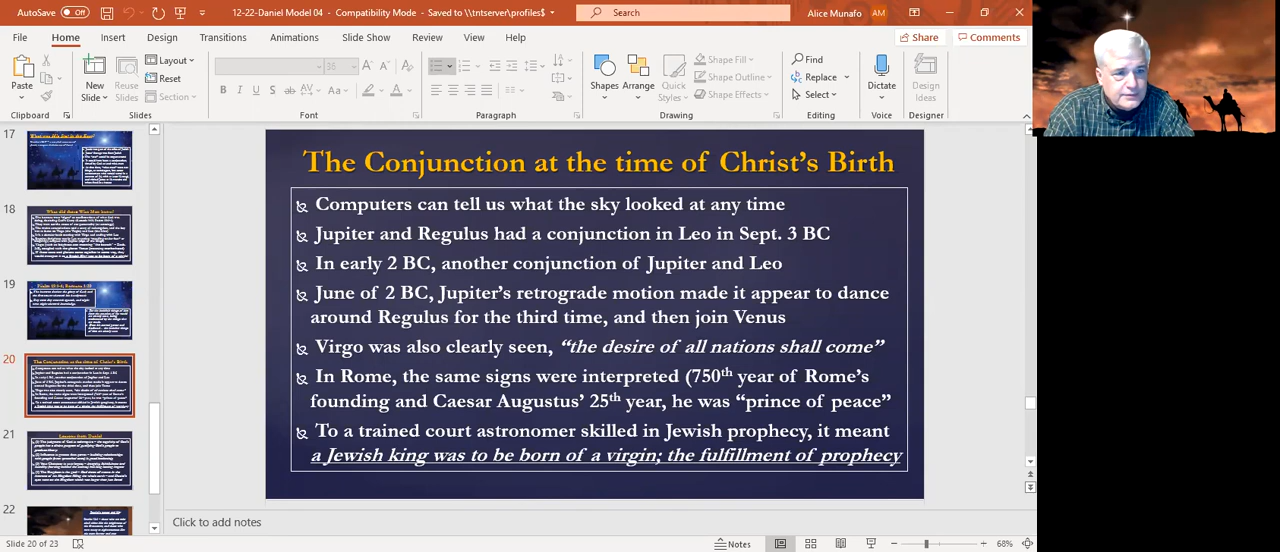 AutoSave Off
12-22-Daniel Model 04 - Compatibility Mode - Saved to \\tntserver\profiles$
Search
Alice Munafo AM
File Home Insert Design Transitions Animations Slide Show Review View Help
Share Comments
Paste
New
Slide
Reuse
Slides
Layout
Reset
Section
36
B I U S ab AV Aa A
Shapes
Arrange
Quick
Styles
Shape Fill
Shape Outline
Shape Effects
Find
Replace
Select
Dictate
Design
Ideas
Clipboard Slides Font Paragraph Drawing Editing Voice Designer
17
18
19
20
21
22
The Conjunction at the time of Christ's Birth
Computers can tell us what the sky looked at any time
Jupiter and Regulus had a conjunction in Leo in Sept. 3 BC
In early 2 BC, another conjunction of Jupiter and Leo
June of 2 BC, Jupiter's retrograde motion made it appear to dance
around Regulus for the third time, and then join Venus
Virgo was also clearly seen, "the desire of all nations shall come"
In Rome, the same signs were interpreted (750th year of Rome's
founding and Caesar Augustus' 25th year, he was "prince of peace"
To a trained court astronomer skilled in Jewish prophecy, it meant
a Jewish king was to be born of a virgin; the fulfillment of prophecy
Click to add notes
Slide 20 of 23
Notes
68%